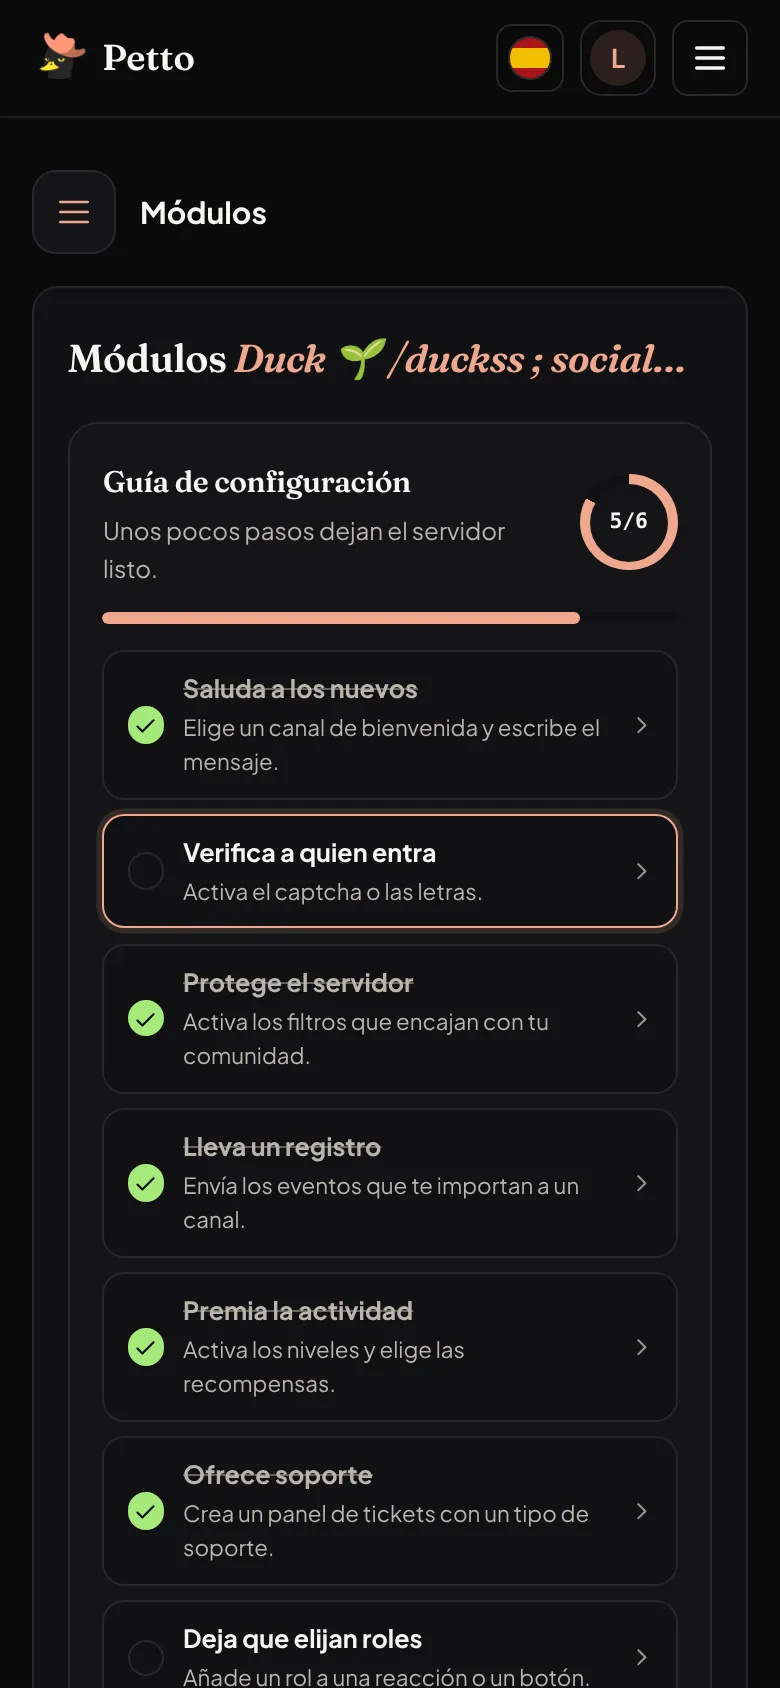 Petto
L
Módulos
Módulos Duck 🌱/duckss ; social...
Guía de configuración
Unos pocos pasos dejan el servidor
listo.
5/6
Saluda a los nuevos
Elige un canal de bienvenida y escribe el
mensaje.
Verifica a quien entra
Activa el captcha o las letras.
Protege el servidor
Activa los filtros que encajan con tu
comunidad.
Lleva un registro
Envía los eventos que te importan a un
canal.
Premia la actividad
Activa los niveles y elige las
recompensas.
Ofrece soporte
Crea un panel de tickets con un tipo de
soporte.
Deja que elijan roles
Añade un rol a una reacción o un botón.